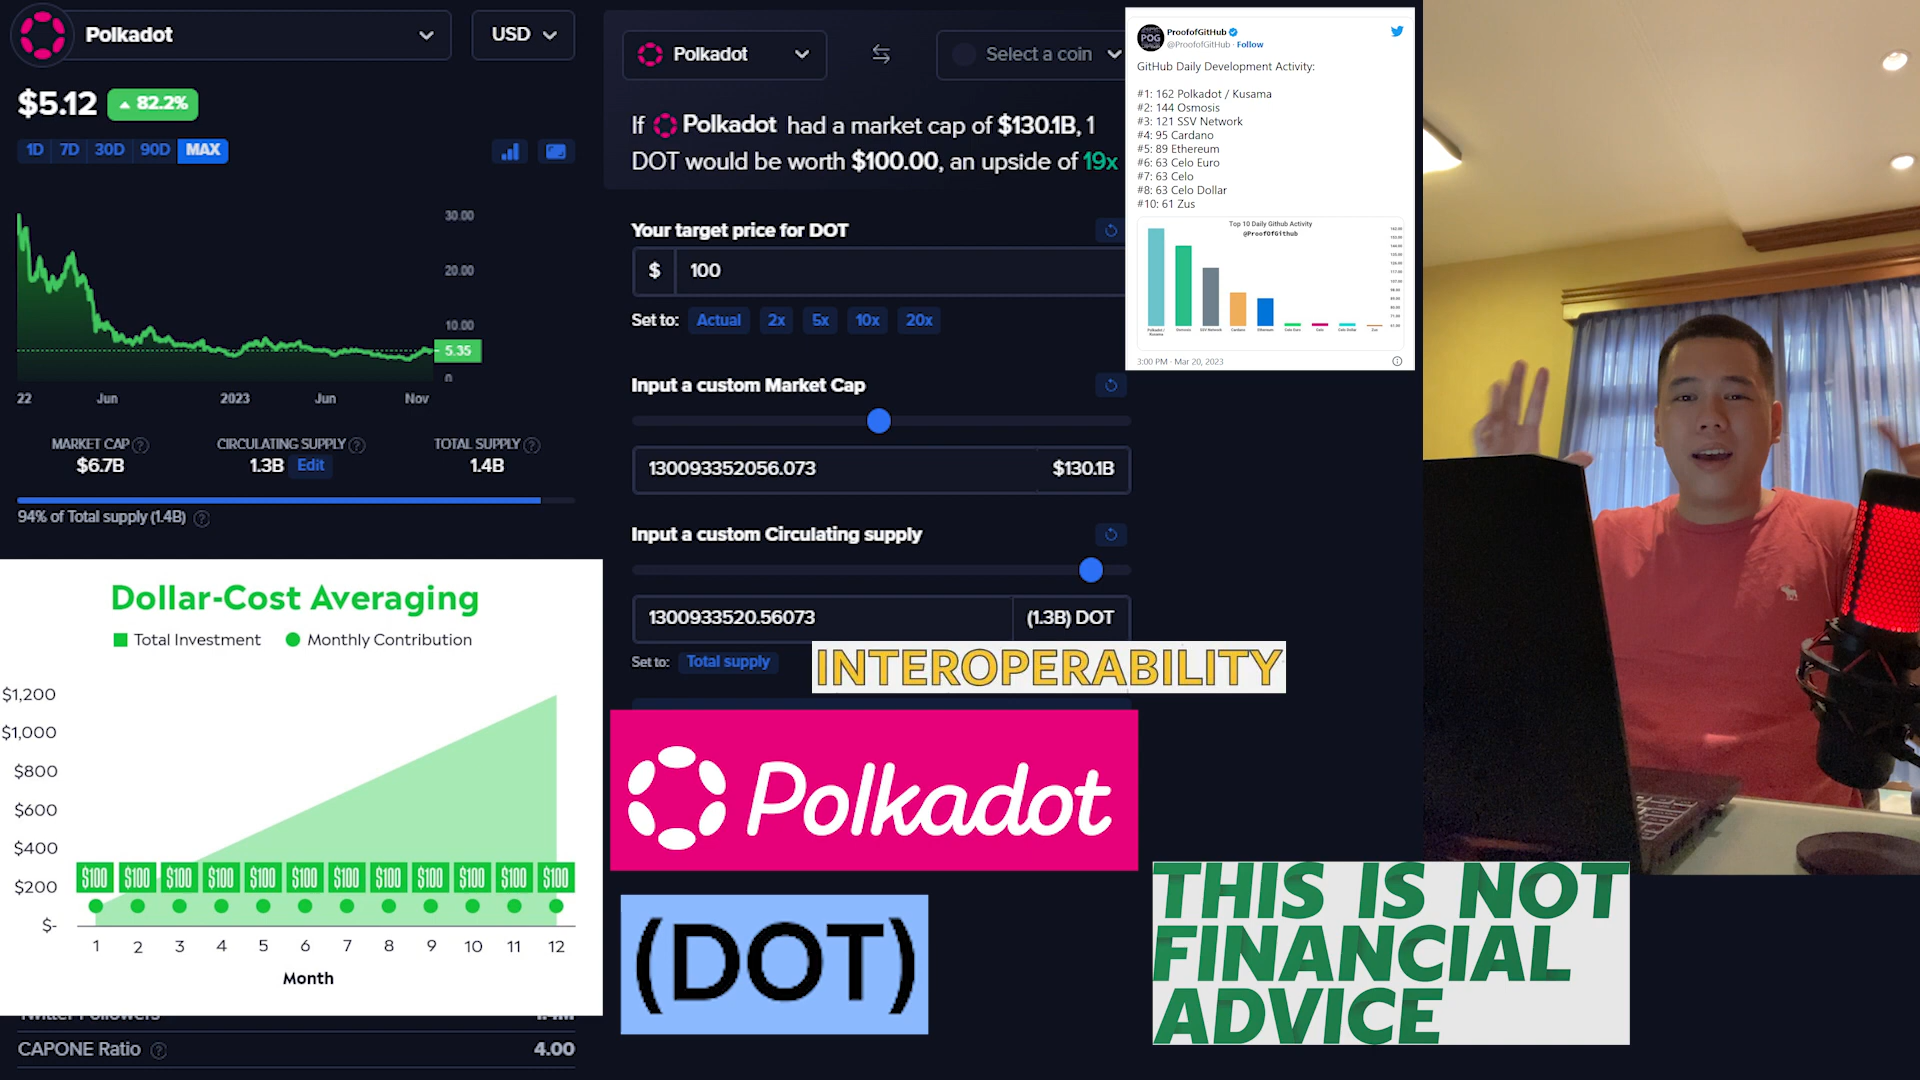 Polkadot
USD
$5.12
82.2%
1D 7D 30D 90D MAX
30.00
20.00
10.00
5.35
0
22 Jun 2023 Jun Nov
MARKET CAP CIRCULATING SUPPLY TOTAL SUPPLY
$6.7B 1.3B Edit 1.4B
94% of Total supply (1.4B)
Dollar-Cost Averaging
Total Investment Monthly Contribution
$1,200
$1,000
$800
$600
$400
$200
$-
$100 $100 $100 $100 $100 $100 $100 $100 $100 $100 $100 $100
1 2 3 4 5 6 7 8 9 10 11 12
Month
Twitter Followers
CAPONE Ratio 4.00
Polkadot
Select a coin
If Polkadot had a market cap of $130.1B, 1
DOT would be worth $100.00, an upside of 19x
Your target price for DOT
$ 100
Set to: Actual 2x 5x 10x 20x
Input a custom Market Cap
130093352056.073 $130.1B
Input a custom Circulating supply
1300933520.56073 (1.3B) DOT
Set to: Total supply
INTEROPERABILITY
Polkadot
(DOT)
POG
ProofofGitHub
@ProofofGitHub · Follow
GitHub Daily Development Activity:
#1: 162 Polkadot / Kusama
#2: 144 Osmosis
#3: 121 SSV Network
#4: 95 Cardano
#5: 89 Ethereum
#6: 63 Celo Euro
#7: 63 Celo
#8: 63 Celo Dollar
#10: 61 Zus
Top 10 Daily Github Activity
@ProofOfGithub
3:00 PM · Mar 20, 2023
THIS IS NOT
FINANCIAL
ADVICE